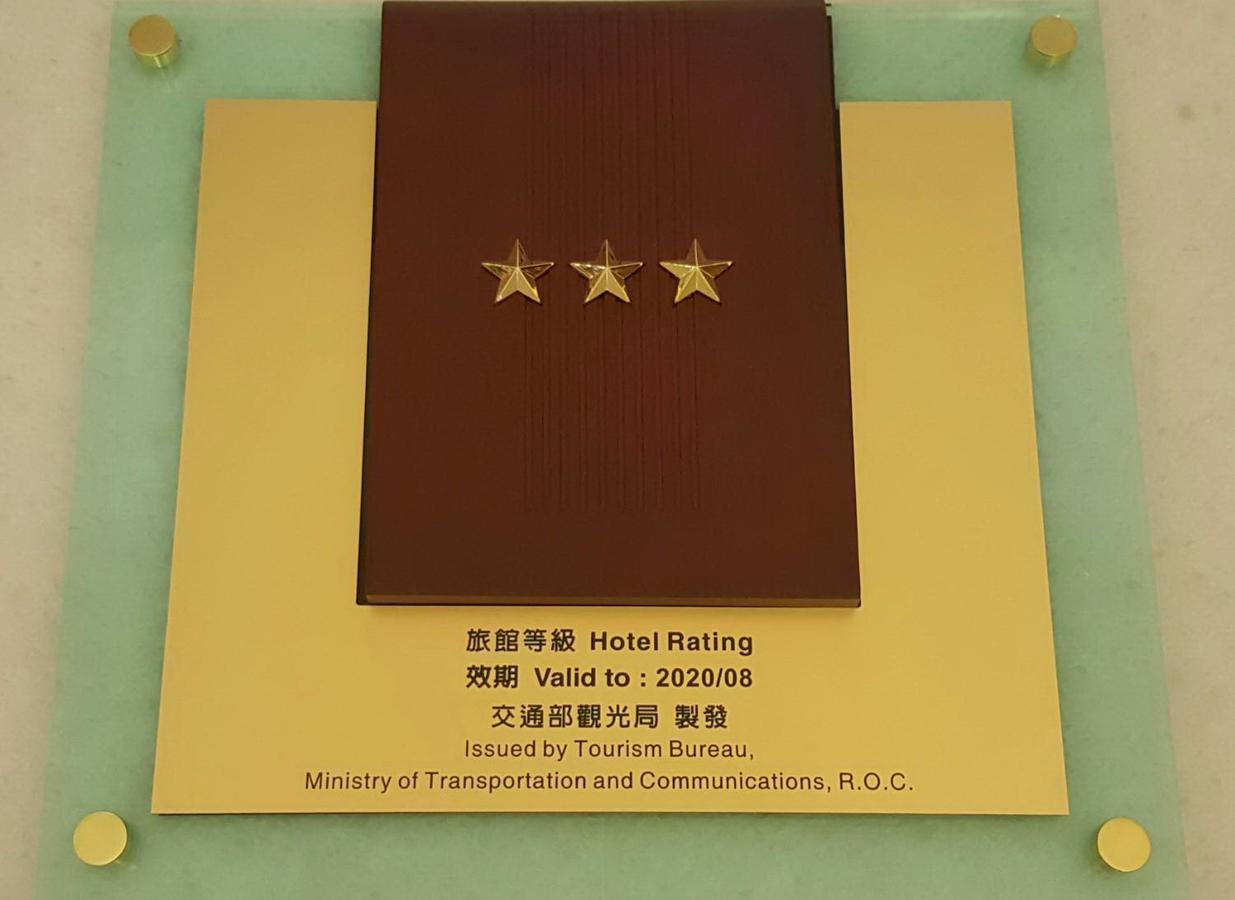 旅館等級 Hotel Rating
效期 Valid to : 2020/08
交通部觀光局 製發
Issued by Tourism Bureau,
Ministry of Transportation and Communications, R.O.C.